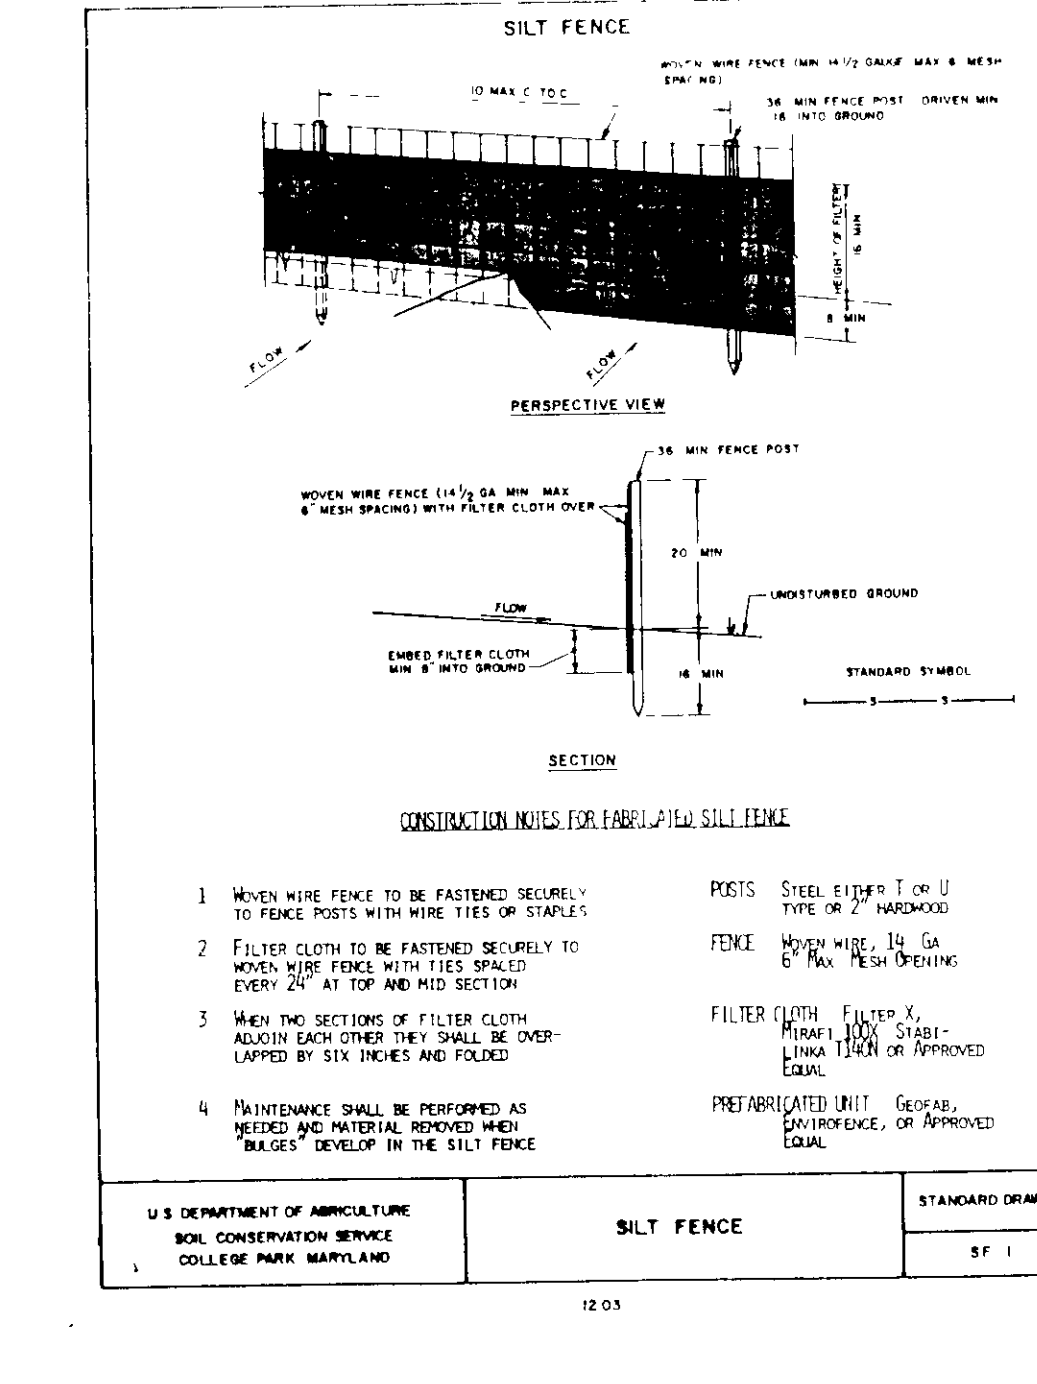 SILT FENCE
WOVEN WIRE FENCE (MIN 14 1/2 GAUGE MAX 6 MESH
SPACING)
10 MAX C TO C
36 MIN FENCE POST DRIVEN MIN
16 INTO GROUND
HEIGHT OF FILTER
16 MIN
8 MIN
FLOW
FLOW
PERSPECTIVE VIEW
36 MIN FENCE POST
WOVEN WIRE FENCE (14 1/2 GA MIN MAX
6" MESH SPACING) WITH FILTER CLOTH OVER
20 MIN
UNDISTURBED GROUND
FLOW
EMBED FILTER CLOTH
MIN 8" INTO GROUND
16 MIN
STANDARD SYMBOL
S S
SECTION
CONSTRUCTION NOTES FOR FABRICATED SILT FENCE
1 WOVEN WIRE FENCE TO BE FASTENED SECURELY
TO FENCE POSTS WITH WIRE TIES OR STAPLES
2 FILTER CLOTH TO BE FASTENED SECURELY TO
WOVEN WIRE FENCE WITH TIES SPACED
EVERY 24" AT TOP AND MID SECTION
3 WHEN TWO SECTIONS OF FILTER CLOTH
ADJOIN EACH OTHER THEY SHALL BE OVER-
LAPPED BY SIX INCHES AND FOLDED
4 MAINTENANCE SHALL BE PERFORMED AS
NEEDED AND MATERIAL REMOVED WHEN
"BULGES" DEVELOP IN THE SILT FENCE
POSTS STEEL EITHER T OR U
TYPE OR 2" HARDWOOD
FENCE WOVEN WIRE, 14 GA
6" MAX MESH OPENING
FILTER CLOTH FILTER X,
MIRAFI 100X STABI-
LINKA T140N OR APPROVED
EQUAL
PREFABRICATED UNIT GEOFAB,
ENVIROFENCE, OR APPROVED
EQUAL
U S DEPARTMENT OF AGRICULTURE
SOIL CONSERVATION SERVICE
COLLEGE PARK MARYLAND
SILT FENCE
STANDARD DRAW
SF 1
12 03